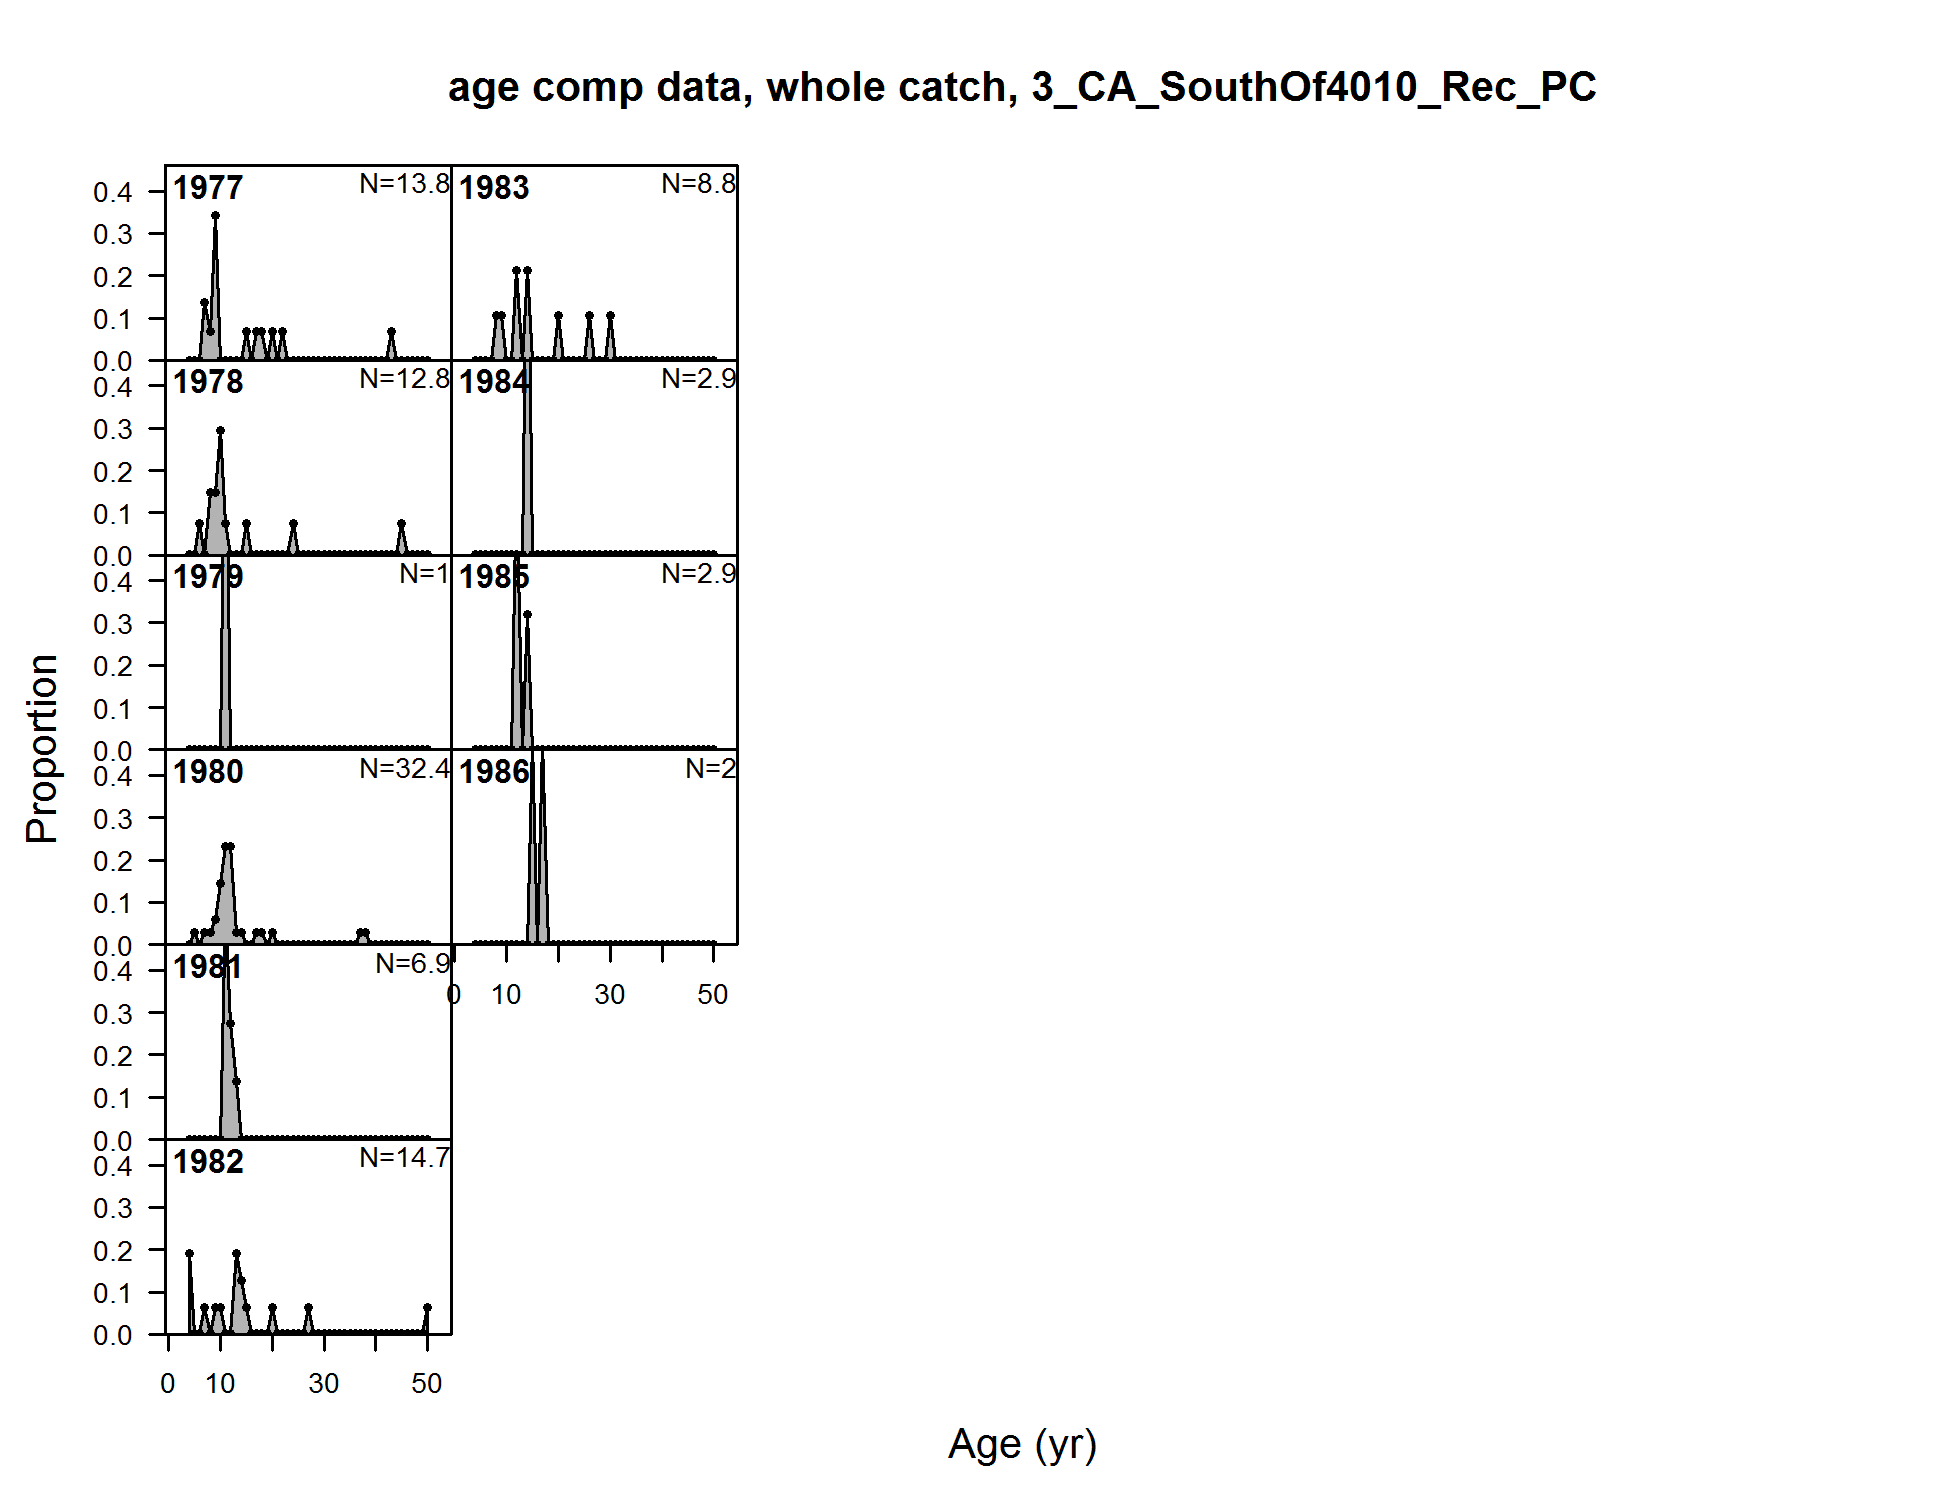 age comp data, whole catch, 3_CA_SouthOf4010_Rec_PC
1977 N=13.8
0.4
0.3
0.2
0.1
0.0
1983 N=8.8
1978 N=12.8
0.4
0.3
0.2
0.1
0.0
1984 N=2.9
1979 N=1
0.4
0.3
0.2
0.1
0.0
1985 N=2.9
1980 N=32.4
0.4
0.3
0.2
0.1
0.0
1986 N=2
0 10 30 50
1981 N=6.9
0.4
0.3
0.2
0.1
0.0
1982 N=14.7
0.4
0.3
0.2
0.1
0.0
0 10 30 50
Proportion
Age (yr)